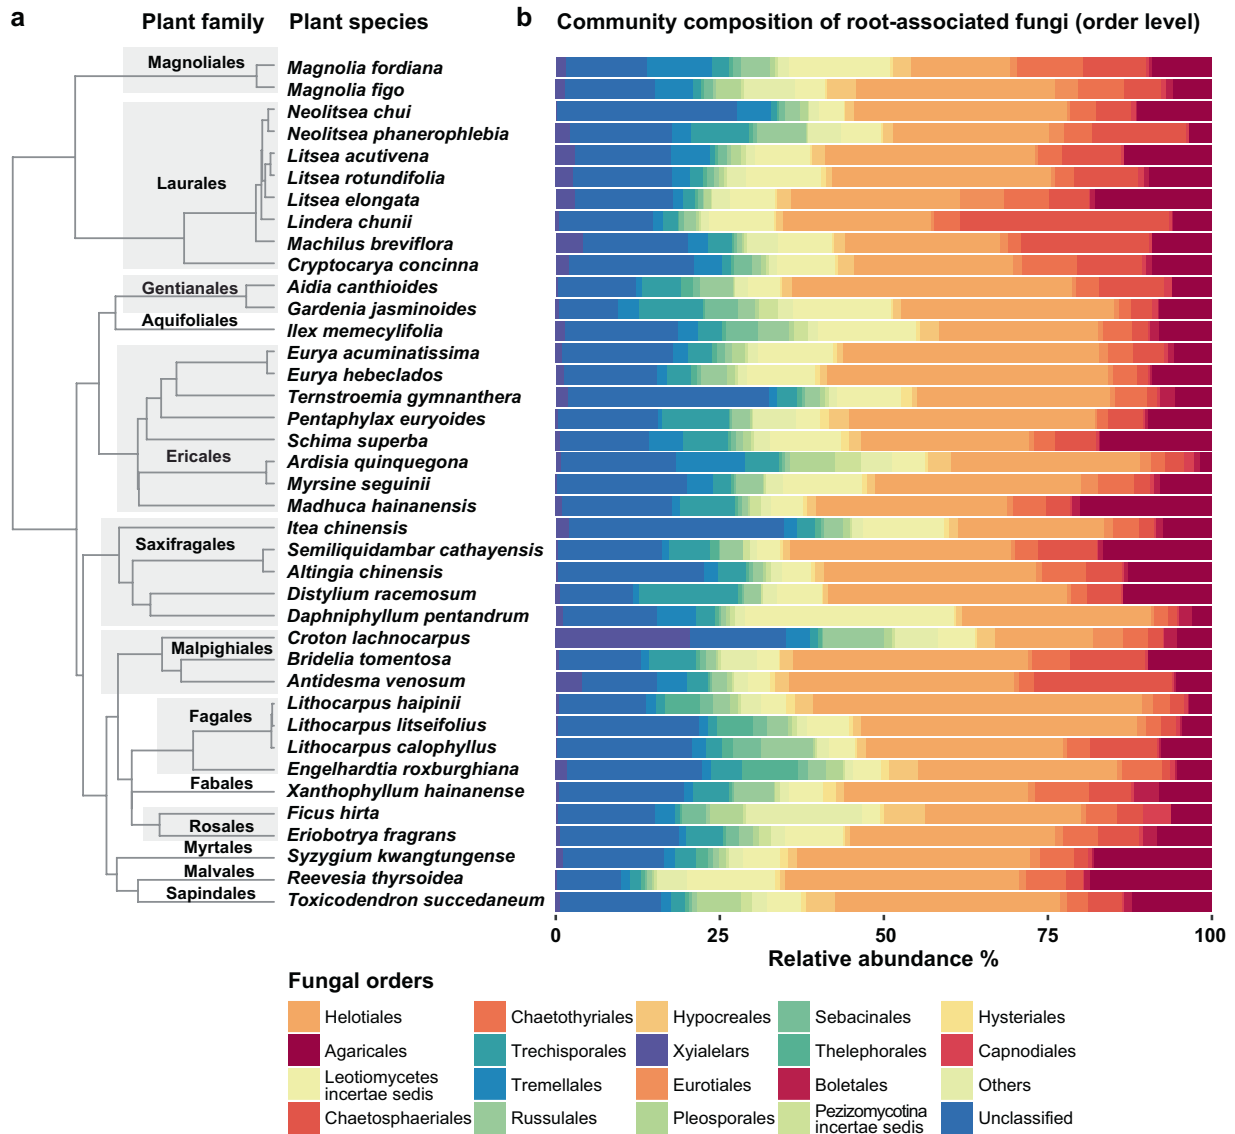 a
Plant family
Plant species
b
Community composition of root-associated fungi (order level)
Magnoliales
Laurales
Gentianales
Aquifoliales
Ericales
Saxifragales
Malpighiales
Fagales
Fabales
Rosales
Myrtales
Malvales
Sapindales
Magnolia fordiana
Magnolia figo
Neolitsea chui
Neolitsea phanerophlebia
Litsea acutivena
Litsea rotundifolia
Litsea elongata
Lindera chunii
Machilus breviflora
Cryptocarya concinna
Aidia canthioides
Gardenia jasminoides
Ilex memecylifolia
Eurya acuminatissima
Eurya hebeclados
Ternstroemia gymnanthera
Pentaphylax euryoides
Schima superba
Ardisia quinquegona
Myrsine seguinii
Madhuca hainanensis
Itea chinensis
Semiliquidambar cathayensis
Altingia chinensis
Distylium racemosum
Daphniphyllum pentandrum
Croton lachnocarpus
Bridelia tomentosa
Antidesma venosum
Lithocarpus haipinii
Lithocarpus litseifolius
Lithocarpus calophyllus
Engelhardtia roxburghiana
Xanthophyllum hainanense
Ficus hirta
Eriobotrya fragrans
Syzygium kwangtungense
Reevesia thyrsoidea
Toxicodendron succedaneum
0 25 50 75 100
Relative abundance %
Fungal orders
Helotiales
Agaricales
Leotiomycetes
incertae sedis
Chaetosphaeriales
Chaetothyriales
Trechisporales
Tremellales
Russulales
Hypocreales
Xyialelars
Eurotiales
Pleosporales
Sebacinales
Thelephorales
Boletales
Pezizomycotina
incertae sedis
Hysteriales
Capnodiales
Others
Unclassified